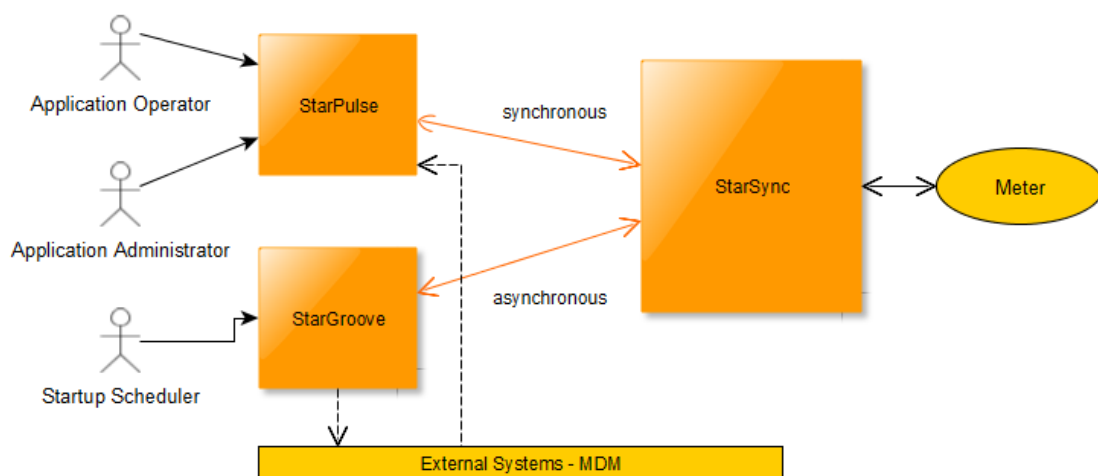 Application Operator
StarPulse
synchronous
Application Administrator
StarSync
Meter
StarGroove
asynchronous
Startup Scheduler
External Systems - MDM